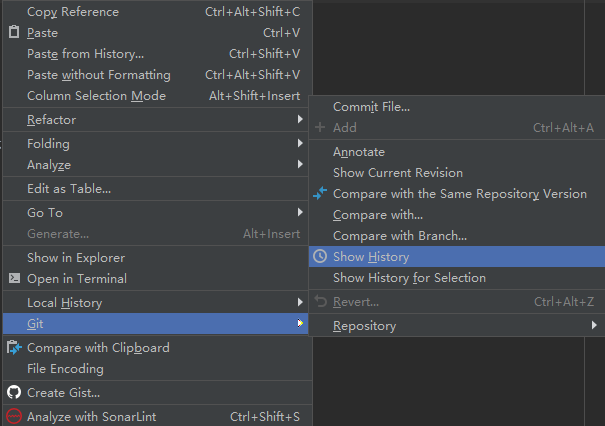 Copy Reference Ctrl+Alt+Shift+C
Paste Ctrl+V
Paste from History... Ctrl+Shift+V
Paste without Formatting Ctrl+Alt+Shift+V
Column Selection Mode Alt+Shift+Insert
Refactor
Folding
Analyze
Edit as Table...
Go To
Generate... Alt+Insert
Show in Explorer
Open in Terminal
Local History
Git
Compare with Clipboard
File Encoding
Create Gist...
Analyze with SonarLint Ctrl+Shift+S
Commit File...
Add Ctrl+Alt+A
Annotate
Show Current Revision
Compare with the Same Repository Version
Compare with...
Compare with Branch...
Show History
Show History for Selection
Revert... Ctrl+Alt+Z
Repository